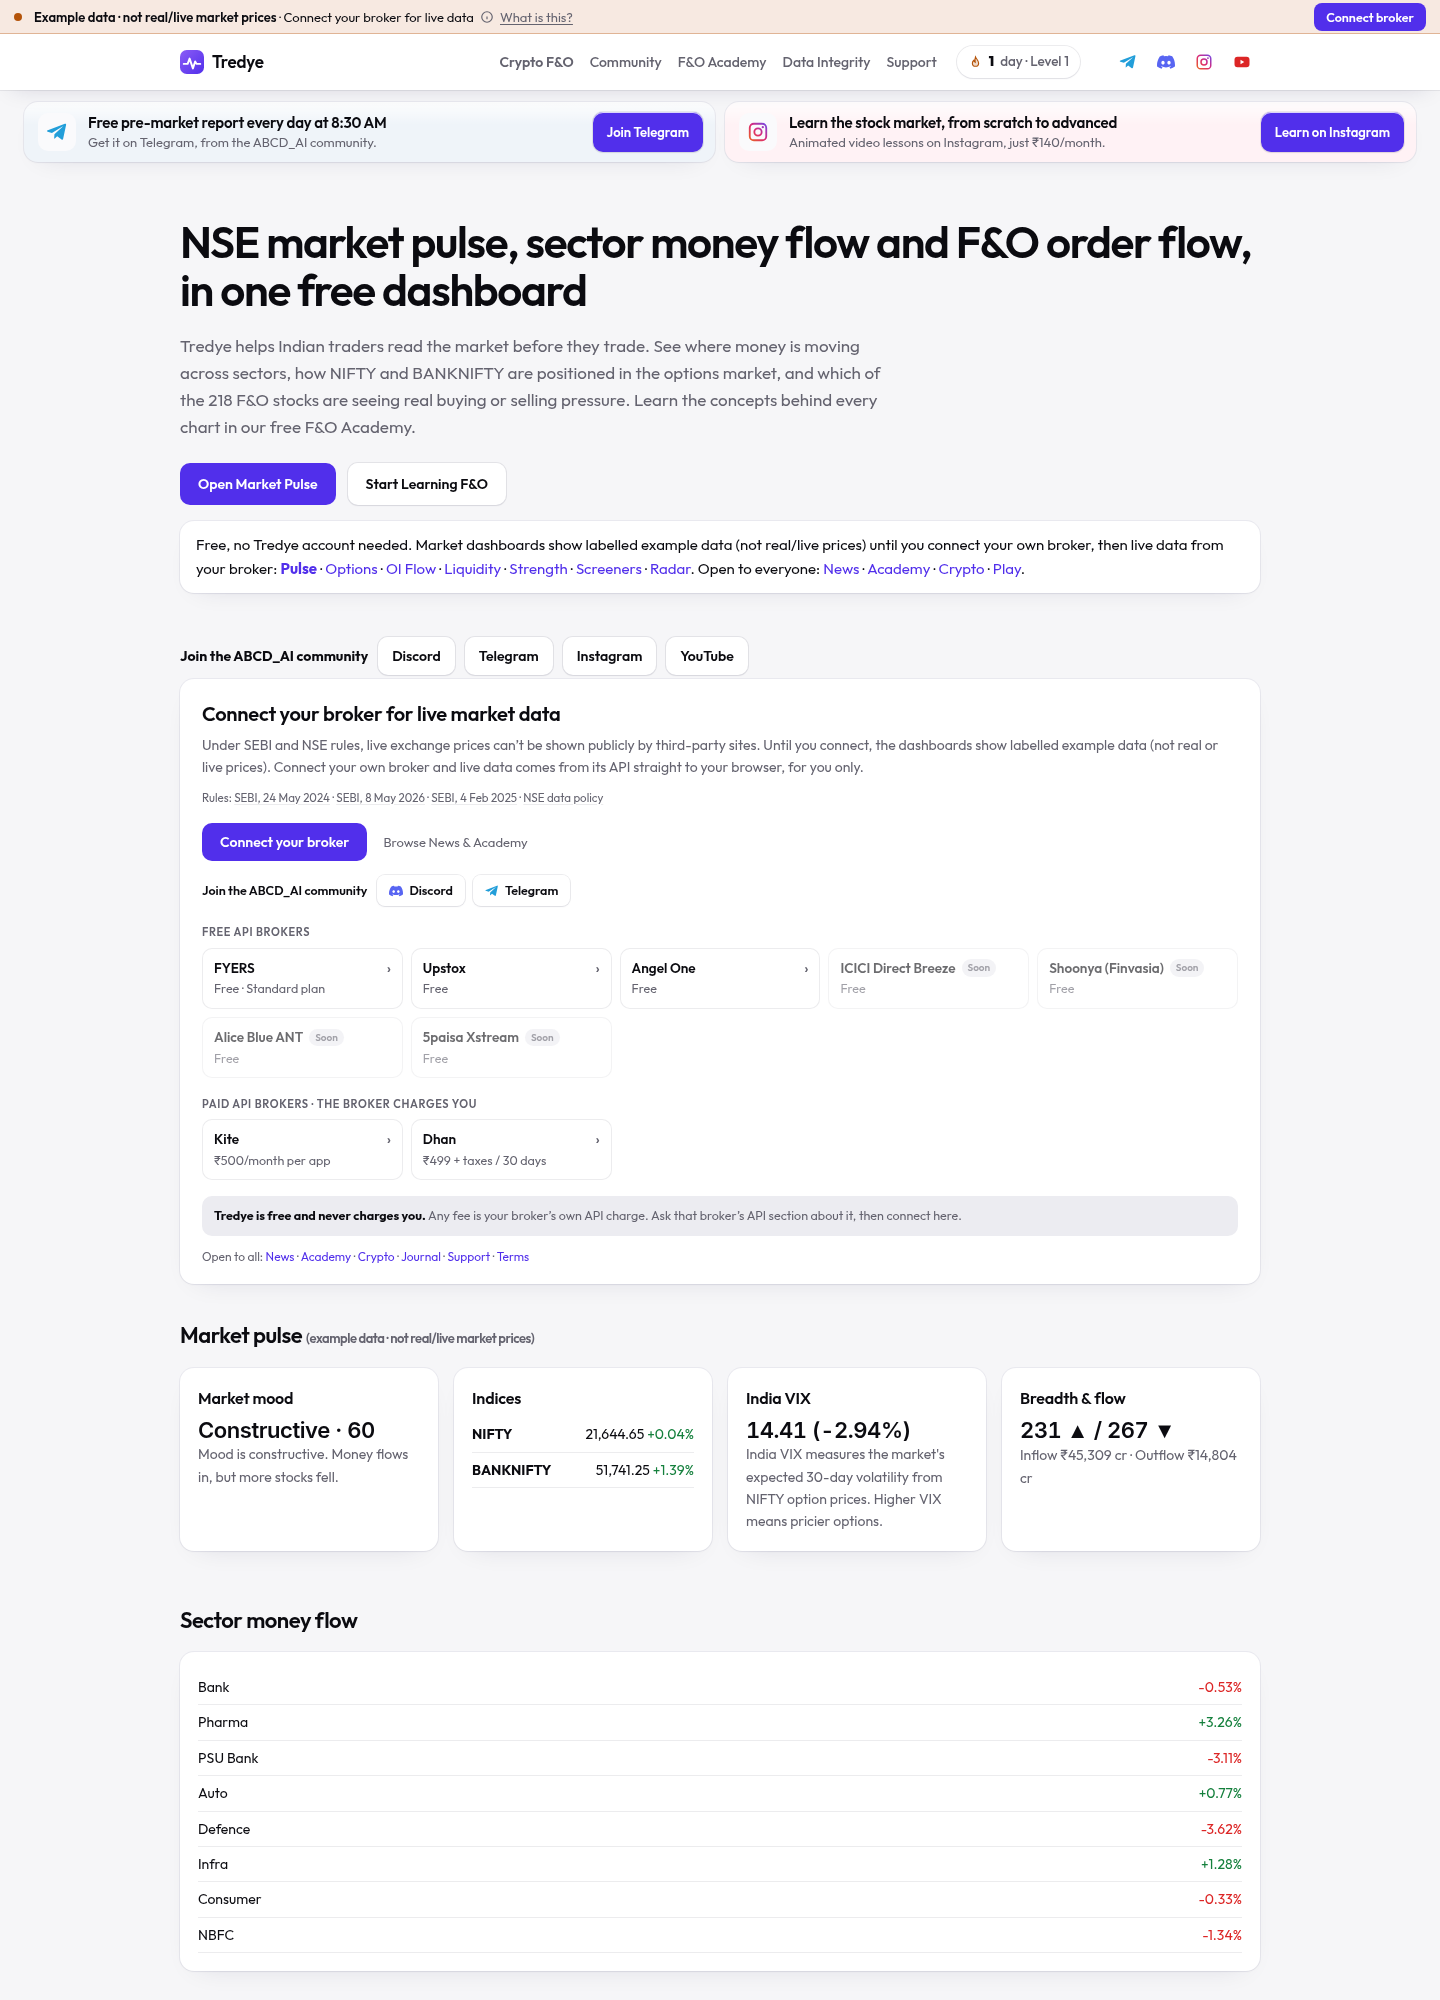 Example data · not real/live market prices · Connect your broker for live data What is this?
Connect broker
Tredye
Crypto F&O Community F&O Academy Data Integrity Support 1 day · Level 1
Free pre-market report every day at 8:30 AM
Get it on Telegram, from the ABCD_AI community.
Join Telegram
Learn the stock market, from scratch to advanced
Animated video lessons on Instagram, just ₹140/month.
Learn on Instagram
NSE market pulse, sector money flow and F&O order flow,
in one free dashboard
Tredye helps Indian traders read the market before they trade. See where money is moving
across sectors, how NIFTY and BANKNIFTY are positioned in the options market, and which of
the 218 F&O stocks are seeing real buying or selling pressure. Learn the concepts behind every
chart in our free F&O Academy.
Open Market Pulse Start Learning F&O
Free, no Tredye account needed. Market dashboards show labelled example data (not real/live prices) until you connect your own broker, then live data from
your broker: Pulse · Options · OI Flow · Liquidity · Strength · Screeners · Radar. Open to everyone: News · Academy · Crypto · Play.
Join the ABCD_AI community Discord Telegram Instagram YouTube
Connect your broker for live market data
Under SEBI and NSE rules, live exchange prices can't be shown publicly by third-party sites. Until you connect, the dashboards show labelled example data (not real or
live prices). Connect your own broker and live data comes from its API straight to your browser, for you only.
Rules: SEBI, 24 May 2024 · SEBI, 8 May 2026 · SEBI, 4 Feb 2025 · NSE data policy
Connect your broker Browse News & Academy
Join the ABCD_AI community Discord Telegram
FREE API BROKERS
FYERS ›
Free · Standard plan
Upstox ›
Free
Angel One ›
Free
ICICI Direct Breeze Soon
Free
Shoonya (Finvasia) Soon
Free
Alice Blue ANT Soon
Free
5paisa Xstream Soon
Free
PAID API BROKERS · THE BROKER CHARGES YOU
Kite ›
₹500/month per app
Dhan ›
₹499 + taxes / 30 days
Tredye is free and never charges you. Any fee is your broker's own API charge. Ask that broker's API section about it, then connect here.
Open to all: News · Academy · Crypto · Journal · Support · Terms
Market pulse (example data · not real/live market prices)
Market mood
Constructive · 60
Mood is constructive. Money flows
in, but more stocks fell.
Indices
NIFTY 21,644.65 +0.04%
BANKNIFTY 51,741.25 +1.39%
India VIX
14.41 (-2.94%)
India VIX measures the market's
expected 30-day volatility from
NIFTY option prices. Higher VIX
means pricier options.
Breadth & flow
231 ▲ / 267 ▼
Inflow ₹45,309 cr · Outflow ₹14,804
cr
Sector money flow
Bank -0.53%
Pharma +3.26%
PSU Bank -3.11%
Auto +0.77%
Defence -3.62%
Infra +1.28%
Consumer -0.33%
NBFC -1.34%